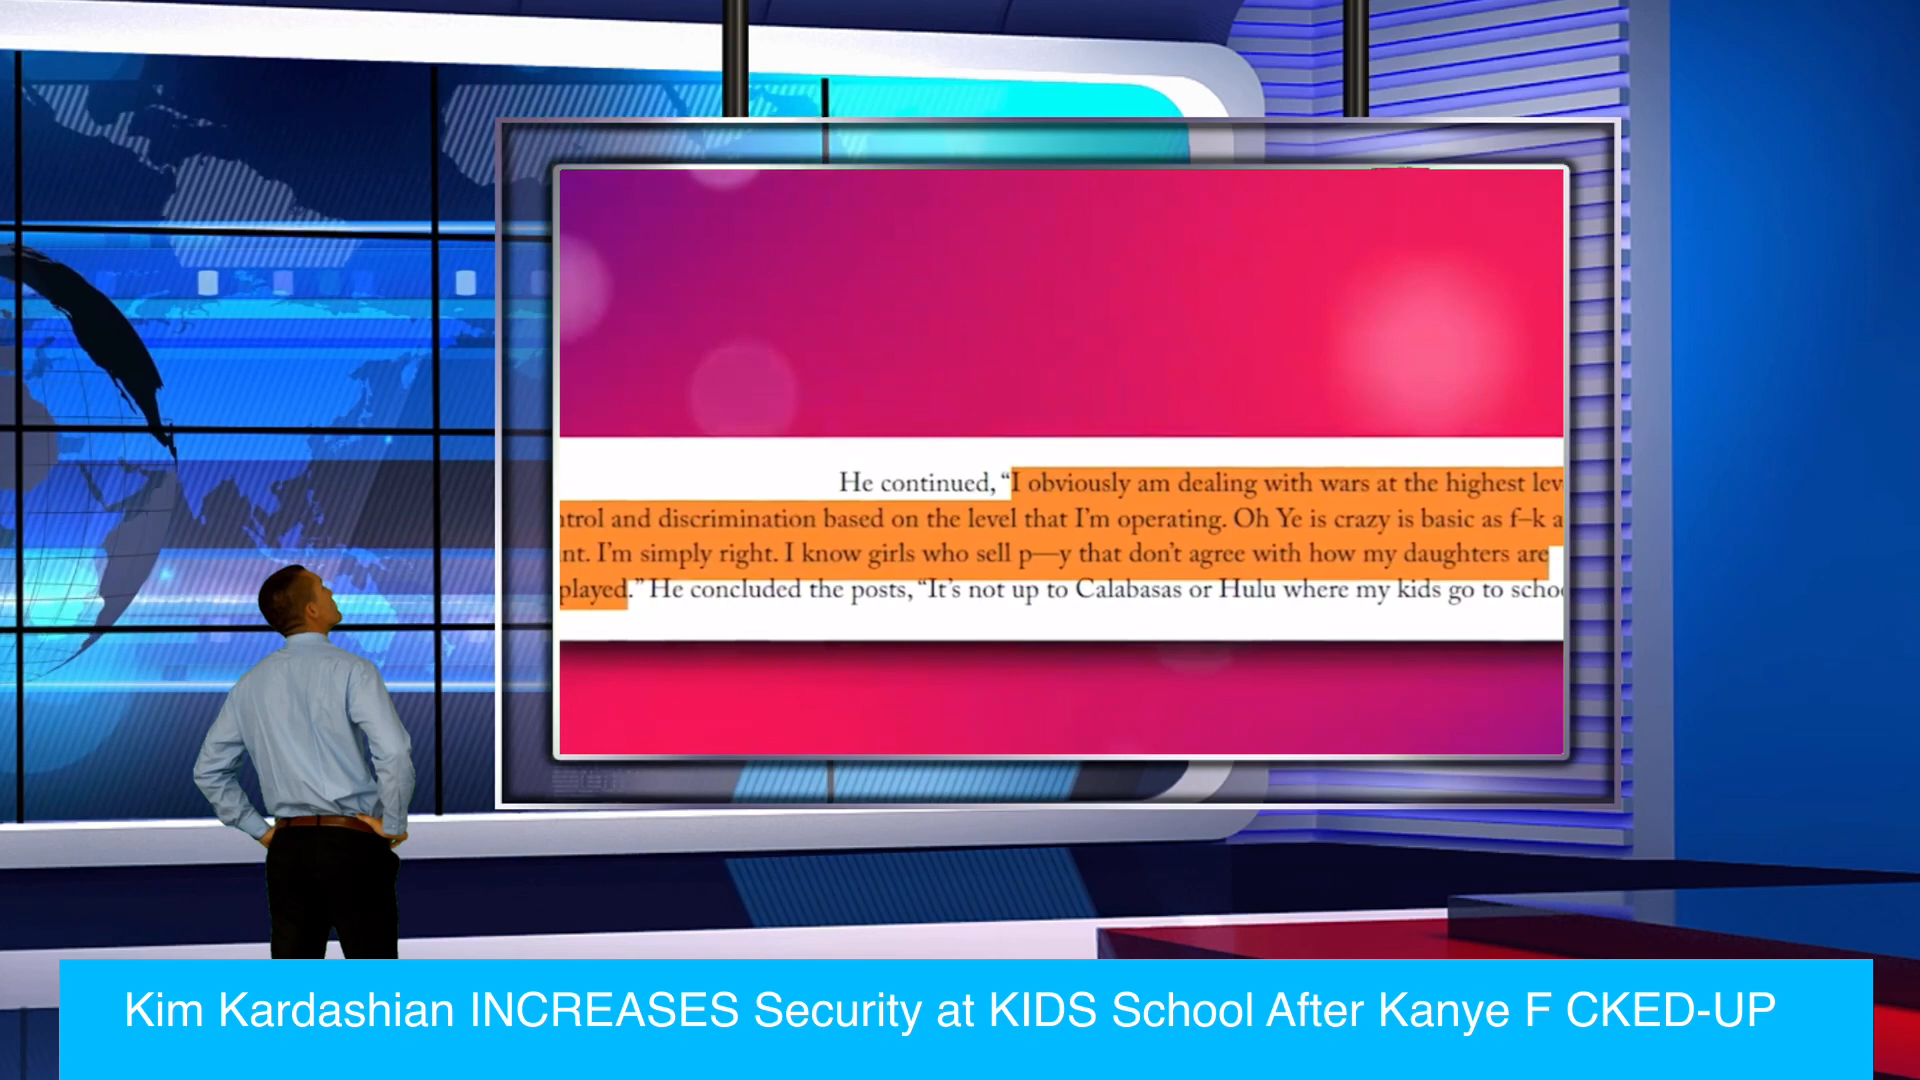 He continued, “I obviously am dealing with wars at the highest lev
trol and discrimination based on the level that I’m operating. Oh Ye is crazy is basic as f–k a
nt. I’m simply right. I know girls who sell p—y that don’t agree with how my daughters are
played.” He concluded the posts, “It’s not up to Calabasas or Hulu where my kids go to schoo
Kim Kardashian INCREASES Security at KIDS School After Kanye F CKED-UP